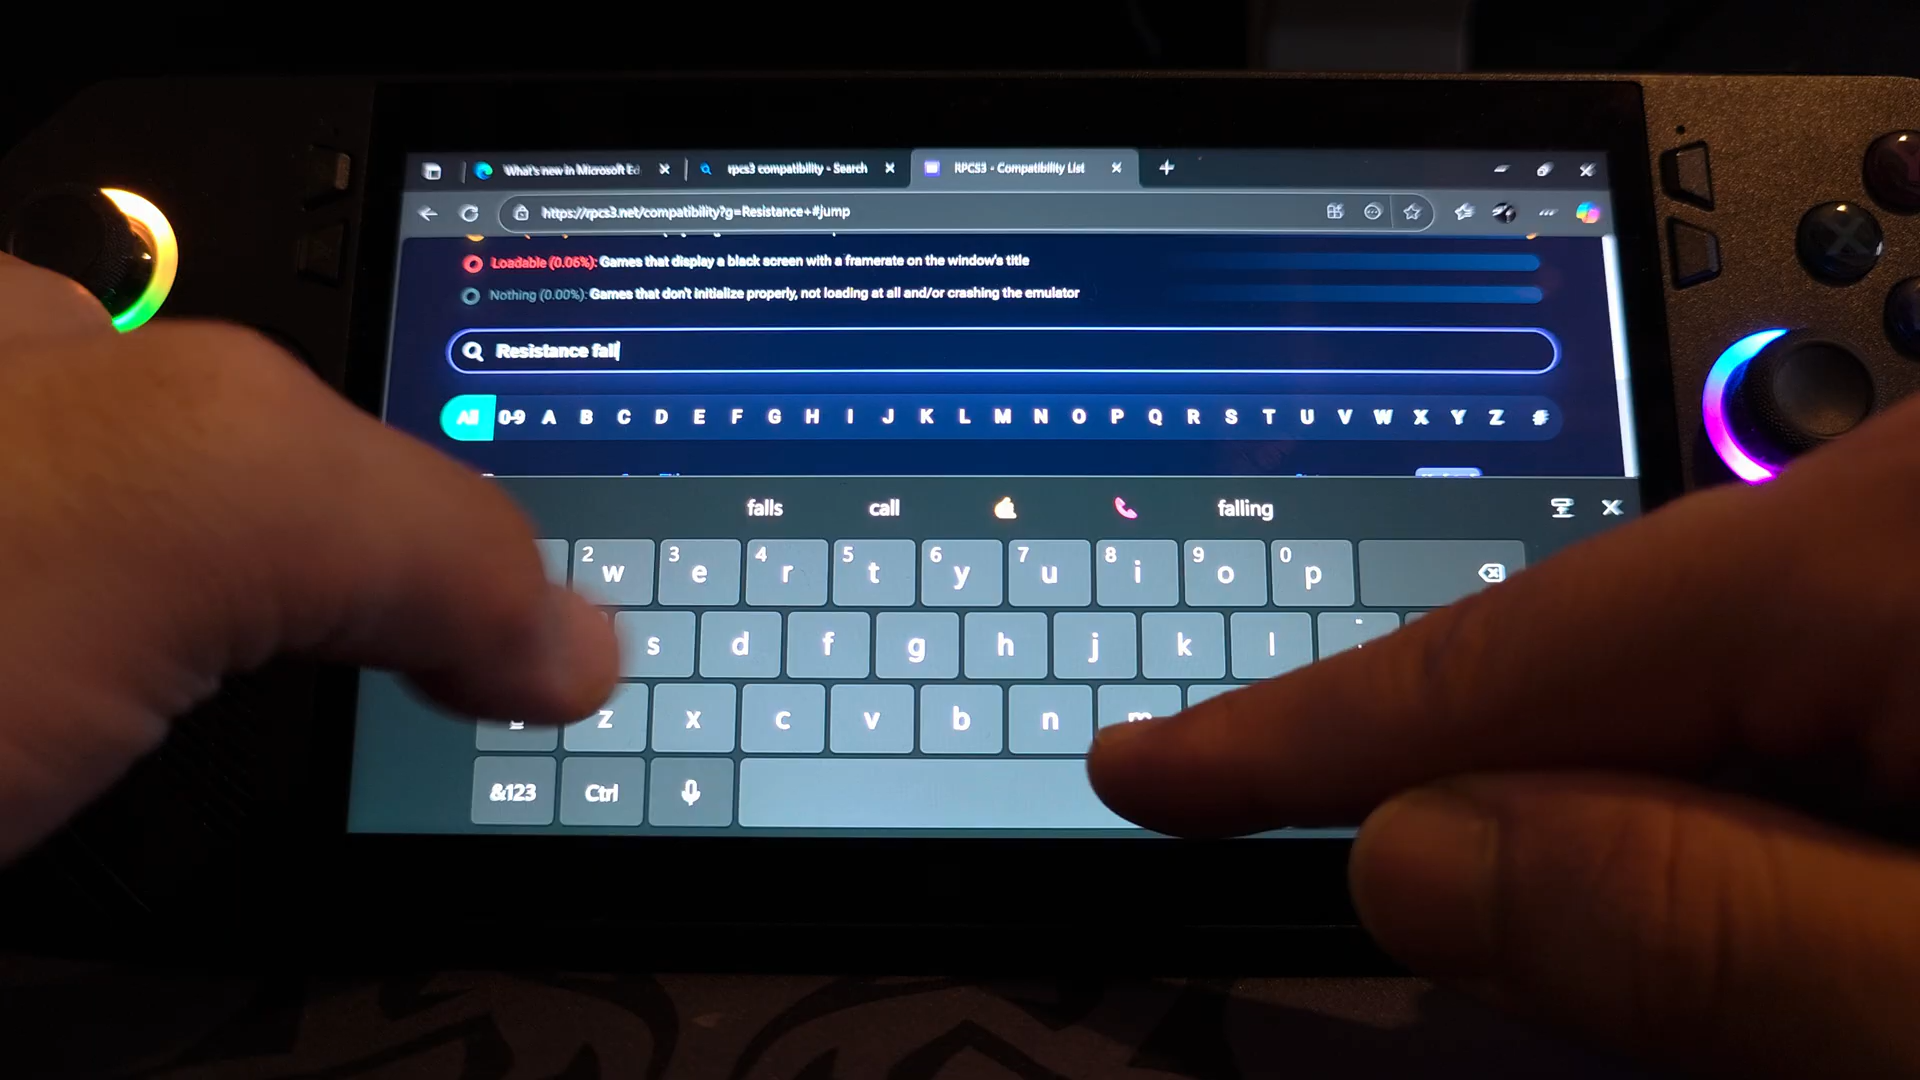 What's new in Microsoft Ed
rpcs3 compatibility - Search
RPCS3 - Compatibility List
https://rpcs3.net/compatibility?g=Resistance+#jump
Loadable (0.06%): Games that display a black screen with a framerate on the window's title
Nothing (0.00%): Games that don't initialize properly, not loading at all and/or crashing the emulator
Resistance fall
All 0-9 A B C D E F G H I J K L M N O P Q R S T U V W X Y Z #
falls call falling
2 w 3 e 4 r 5 t 6 y 7 u 8 i 9 o 0 p
s d f g h j k l
z x c v b n m
&123 Ctrl
X